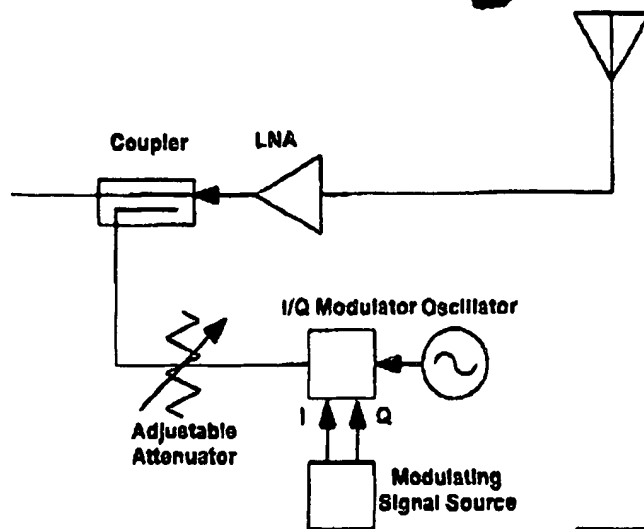 Coupler
LNA
I/Q Modulator Oscillator
I
Q
Adjustable
Attenuator
Modulating
Signal Source